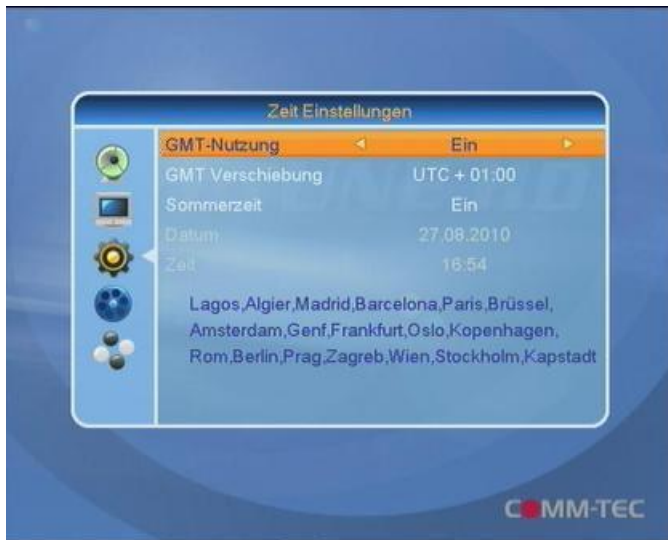 Zeit Einstellungen
GMT-Nutzung Ein
GMT Verschiebung UTC + 01:00
Sommerzeit Ein
Datum 27.08.2010
Zeit 16:54
Lagos,Algier,Madrid,Barcelona,Paris,Brüssel,
Amsterdam,Genf,Frankfurt,Oslo,Kopenhagen,
Rom,Berlin,Prag,Zagreb,Wien,Stockholm,Kapstadt
COMM-TEC